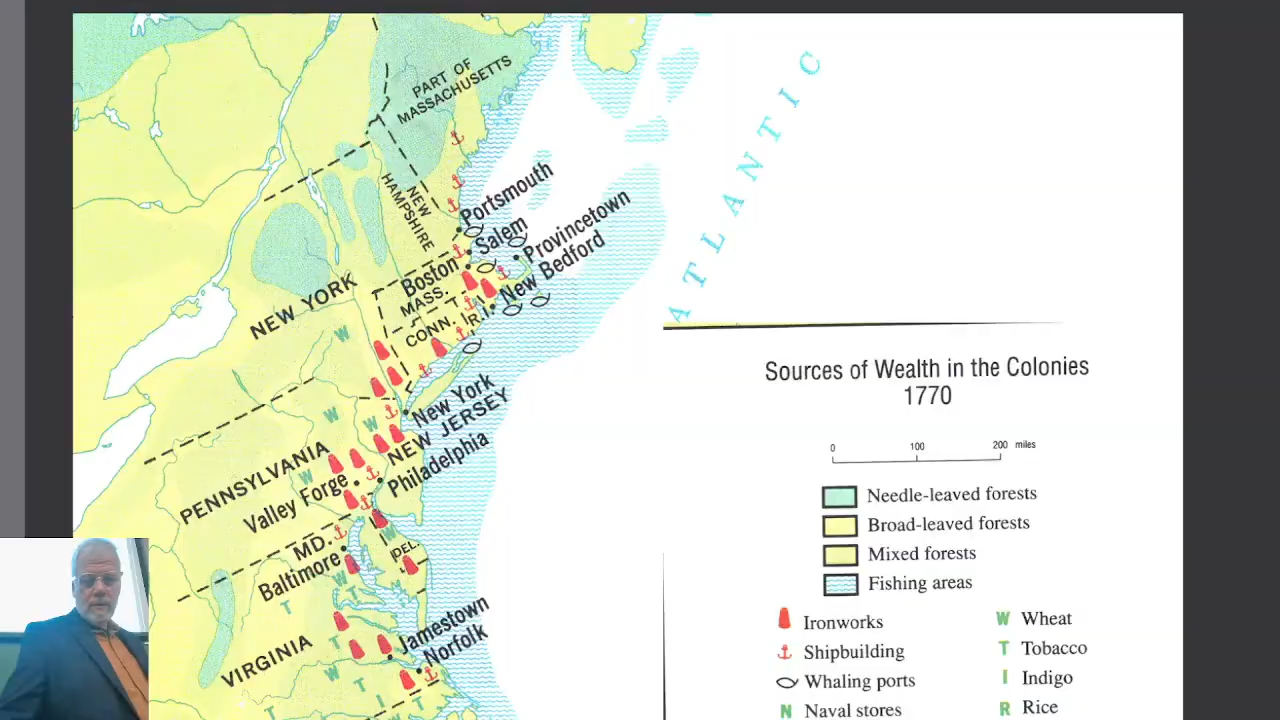 PART OF
MASSACHUSETTS
ATLANTIC
Portsmouth
Salem
Provincetown
New Bedford
Boston
MASS.
CONN.
R.I.
NEW YORK
New York
NEW JERSEY
Philadelphia
PENNSYLVANIA
Valley Forge
MD.
DEL.
Baltimore
Jamestown
Norfolk
VIRGINIA
Sources of Wealth in the Colonies
1770
0 100 200 miles
Needle-leaved forests
Broad-leaved forests
Mixed forests
Fishing areas
Ironworks
W Wheat
Shipbuilding
T Tobacco
Whaling ports
I Indigo
N Naval stores
R Rice